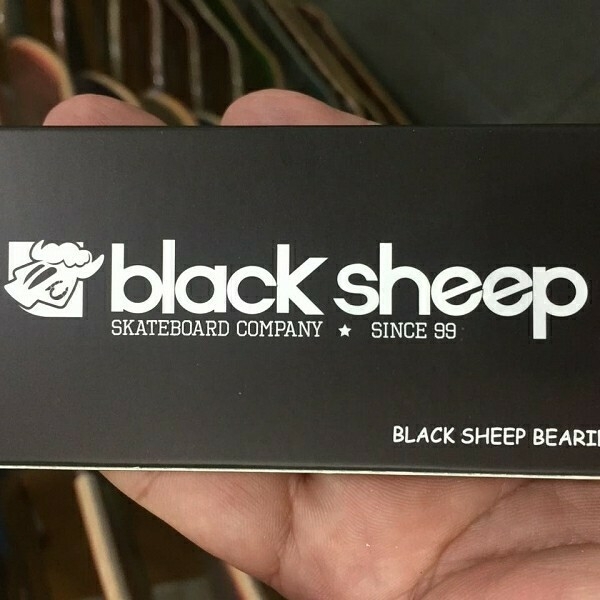 black sheep
SKATEBOARD COMPANY ★ SINCE 99
BLACK SHEEP